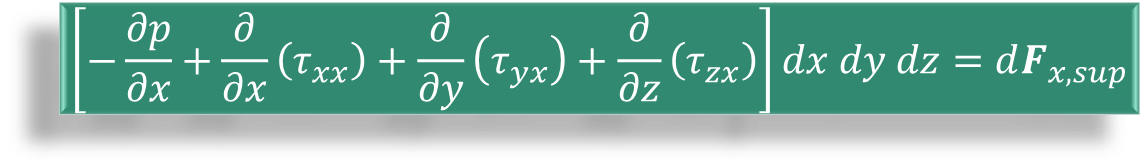 [−∂p/∂x + ∂/∂x (τ_xx) + ∂/∂y (τ_yx) + ∂/∂z (τ_zx)] dx dy dz = d𝑭_x,sup